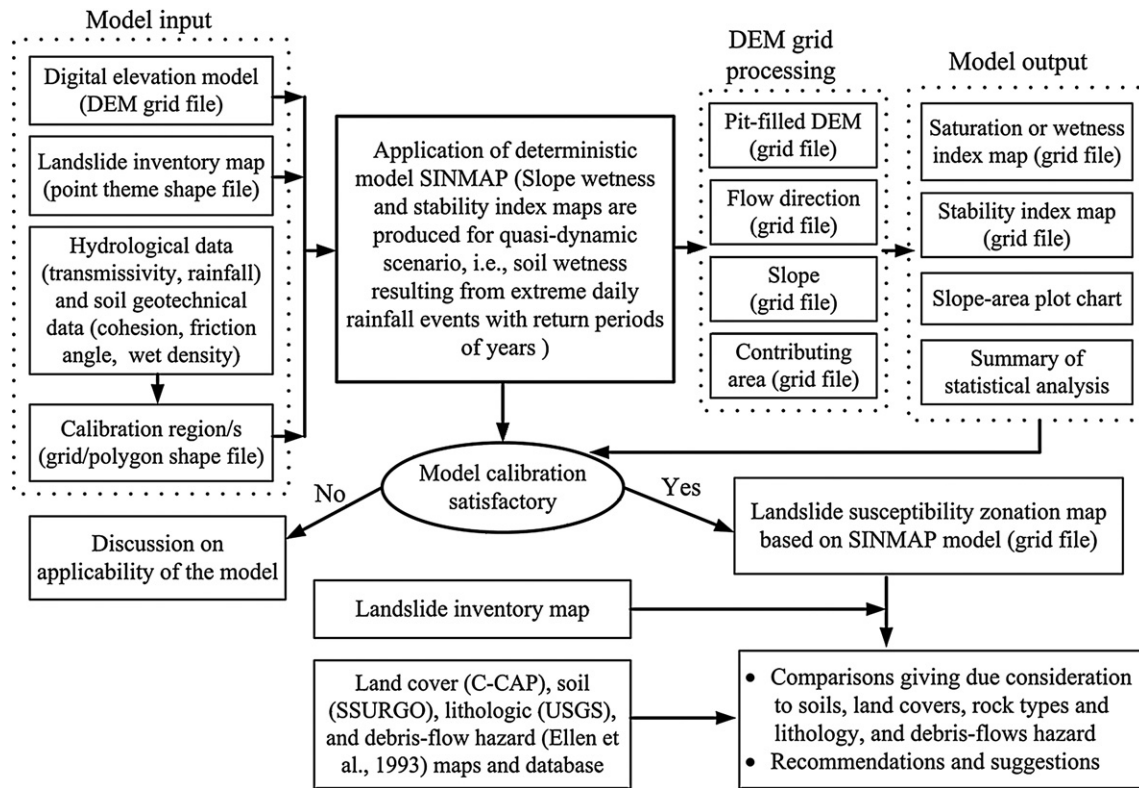 Model input
Digital elevation model
(DEM grid file)
Landslide inventory map
(point theme shape file)
Hydrological data
(transmissivity, rainfall)
and soil geotechnical
data (cohesion, friction
angle, wet density)
Calibration region/s
(grid/polygon shape file)
Application of deterministic
model SINMAP (Slope wetness
and stability index maps are
produced for quasi-dynamic
scenario, i.e., soil wetness
resulting from extreme daily
rainfall events with return periods
of years )
DEM grid
processing
Pit-filled DEM
(grid file)
Flow direction
(grid file)
Slope
(grid file)
Contributing
area (grid file)
Model output
Saturation or wetness
index map (grid file)
Stability index map
(grid file)
Slope-area plot chart
Summary of
statistical analysis
Model calibration
satisfactory
No
Yes
Discussion on
applicability of the model
Landslide susceptibility zonation map
based on SINMAP model (grid file)
Landslide inventory map
Land cover (C-CAP), soil
(SSURGO), lithologic (USGS),
and debris-flow hazard (Ellen et
al., 1993) maps and database
• Comparisons giving due consideration
to soils, land covers, rock types and
lithology, and debris-flows hazard
• Recommendations and suggestions